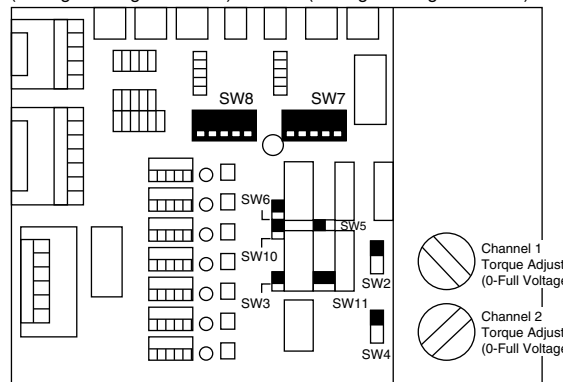 SW8 SW7
SW6
SW5
SW10
SW3
SW11
SW2
SW4
Channel 1
Torque Adjust
(0-Full Voltage
Channel 2
Torque Adjust
(0-Full Voltage